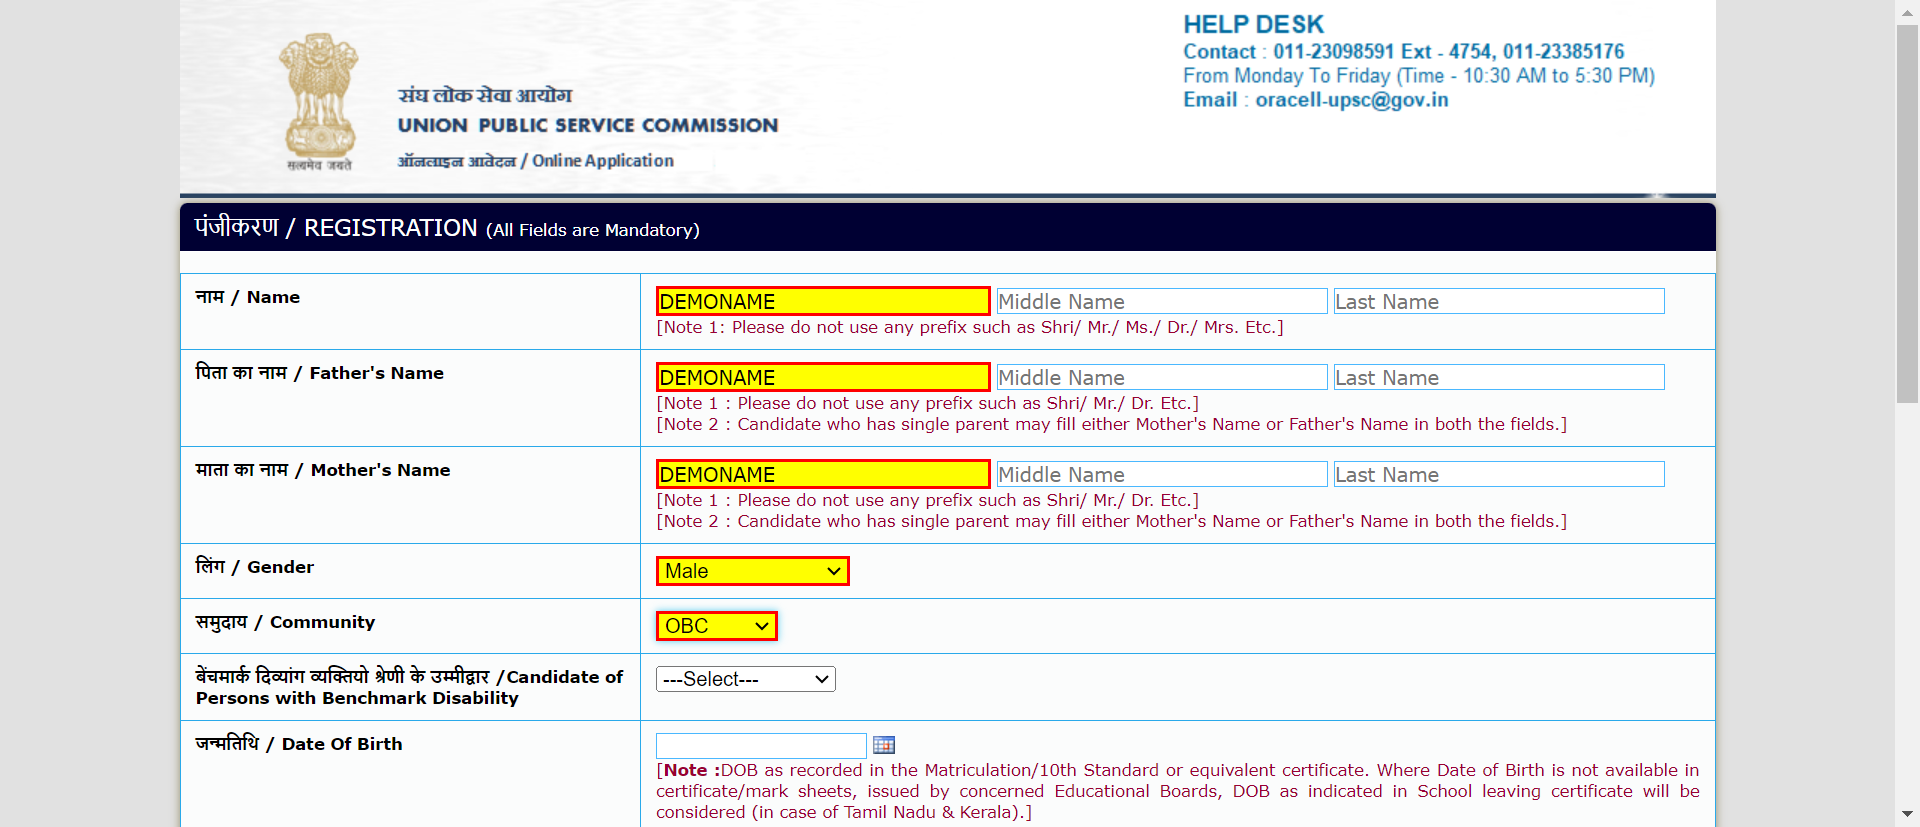 संघ लोक सेवा आयोग
UNION PUBLIC SERVICE COMMISSION
ऑनलाइन आवेदन / Online Application
सत्यमेव जयते
HELP DESK
Contact : 011-23098591 Ext - 4754, 011-23385176
From Monday To Friday (Time - 10:30 AM to 5:30 PM)
Email : oracell-upsc@gov.in
पंजीकरण / REGISTRATION (All Fields are Mandatory)
नाम / Name
DEMONAME Middle Name Last Name
[Note 1: Please do not use any prefix such as Shri/ Mr./ Ms./ Dr./ Mrs. Etc.]
पिता का नाम / Father's Name
DEMONAME Middle Name Last Name
[Note 1 : Please do not use any prefix such as Shri/ Mr./ Dr. Etc.]
[Note 2 : Candidate who has single parent may fill either Mother's Name or Father's Name in both the fields.]
माता का नाम / Mother's Name
DEMONAME Middle Name Last Name
[Note 1 : Please do not use any prefix such as Shri/ Mr./ Dr. Etc.]
[Note 2 : Candidate who has single parent may fill either Mother's Name or Father's Name in both the fields.]
लिंग / Gender
Male
समुदाय / Community
OBC
बेंचमार्क दिव्यांग व्यक्तियो श्रेणी के उम्मीद्वार /Candidate of
Persons with Benchmark Disability
---Select---
जन्मतिथि / Date Of Birth
[Note :DOB as recorded in the Matriculation/10th Standard or equivalent certificate. Where Date of Birth is not available in
certificate/mark sheets, issued by concerned Educational Boards, DOB as indicated in School leaving certificate will be
considered (in case of Tamil Nadu & Kerala).]